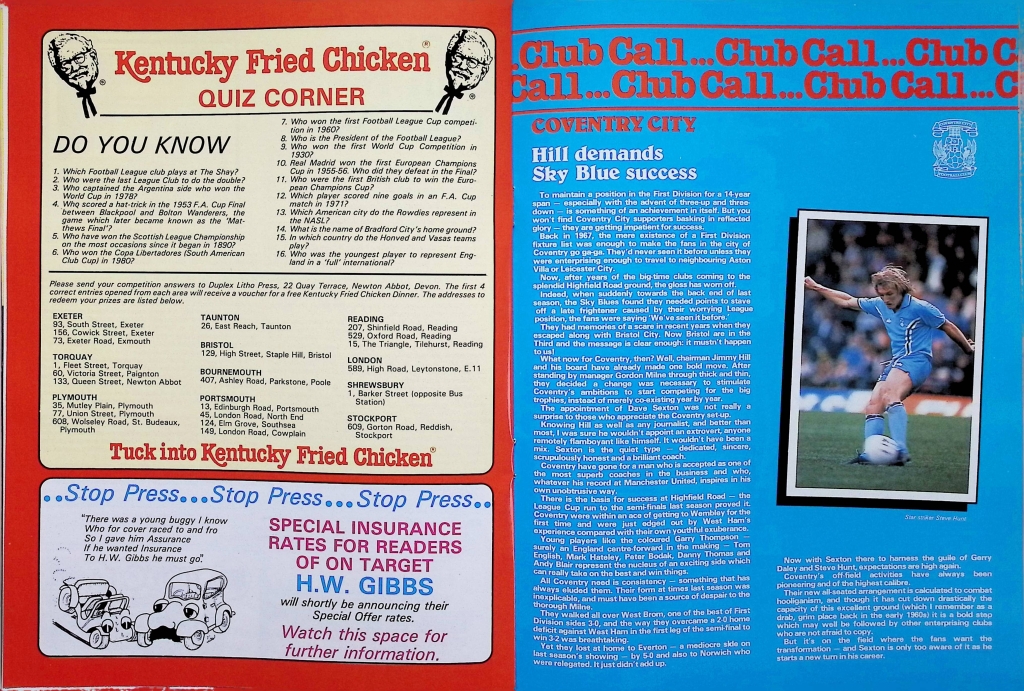 Kentucky Fried Chicken®
QUIZ CORNER
DO YOU KNOW
1. Which Football League club plays at The Shay?
2. Who were the last League Club to do the double?
3. Who captained the Argentina side who won the
World Cup in 1978?
4. Who scored a hat-trick in the 1953 F.A. Cup Final
between Blackpool and Bolton Wanderers, the
game which later became known as the 'Mat-
thews Final'?
5. Who have won the Scottish League Championship
on the most occasions since it began in 1890?
6. Who won the Copa Libertadores (South American
Club Cup) in 1980?
7. Who won the first Football League Cup competi-
tion in 1960?
8. Who is the President of the Football League?
9. Who won the first World Cup Competition in
1930?
10. Real Madrid won the first European Champions
Cup in 1955-56. Who did they defeat in the Final?
11. Who were the first British club to win the Euro-
pean Champions Cup?
12. Which player scored nine goals in an F.A. Cup
match in 1971?
13. Which American city do the Rowdies represent in
the NASL?
14. What is the name of Bradford City's home ground?
15. In which country do the Honved and Vasas teams
play?
16. Who was the youngest player to represent Eng-
land in a 'full' international?
Please send your competition answers to Duplex Litho Press, 22 Quay Terrace, Newton Abbot, Devon. The first 4
correct entries opened from each area will receive a voucher for a free Kentucky Fried Chicken Dinner. The addresses to
redeem your prizes are listed below.
EXETER
93, South Street, Exeter
156, Cowick Street, Exeter
73, Exeter Road, Exmouth
TORQUAY
1, Fleet Street, Torquay
60, Victoria Street, Paignton
133, Queen Street, Newton Abbot
PLYMOUTH
35, Mutley Plain, Plymouth
77, Union Street, Plymouth
608, Wolseley Road, St. Budeaux,
Plymouth
TAUNTON
26, East Reach, Taunton
BRISTOL
129, High Street, Staple Hill, Bristol
BOURNEMOUTH
407, Ashley Road, Parkstone, Poole
PORTSMOUTH
13, Edinburgh Road, Portsmouth
45, London Road, North End
124, Elm Grove, Southsea
149, London Road, Cowplain
READING
207, Shinfield Road, Reading
529, Oxford Road, Reading
15, The Triangle, Tilehurst, Reading
LONDON
589, High Road, Leytonstone, E.11
SHREWSBURY
1, Barker Street (opposite Bus
Station)
STOCKPORT
609, Gorton Road, Reddish,
Stockport
Tuck into Kentucky Fried Chicken®
..Stop Press...Stop Press...Stop Press..
"There was a young buggy I know
Who for cover raced to and fro
So I gave him Assurance
If he wanted Insurance
To H.W. Gibbs he must go".
SPECIAL INSURANCE
RATES FOR READERS
OF ON TARGET
H.W. GIBBS
will shortly be announcing their
Special Offer rates.
Watch this space for
further information.
.Club Call...Club Call...Club C
Call...Club Call...Club Call...C
COVENTRY CITY
Hill demands
Sky Blue success
To maintain a position in the First Division for a 14-year
span — especially with the advent of three-up and three-
down — is something of an achievement in itself. But you
won't find Coventry City supporters basking in reflected
glory — they are getting impatient for success.
Back in 1967, the mere existence of a First Division
fixture list was enough to make the fans in the city of
Coventry go ga-ga. They'd never seen it before unless they
were enterprising enough to travel to neighbouring Aston
Villa or Leicester City.
Now, after years of the big-time clubs coming to the
splendid Highfield Road ground, the gloss has worn off.
Indeed, when suddenly towards the back end of last
season, the Sky Blues found they needed points to stave
off a late frightener caused by their worrying League
position, the fans were saying 'We've seen it before.'
They had memories of a scare in recent years when they
escaped along with Bristol City. Now Bristol are in the
Third and the message is clear enough: it mustn't happen
to us!
What now for Coventry, then? Well, chairman Jimmy Hill
and his board have already made one bold move. After
standing by manager Gordon Milne through thick and thin,
they decided a change was necessary to stimulate
Coventry's ambitions to start competing for the big
trophies, instead of merely co-existing year by year.
The appointment of Dave Sexton was not really a
surprise to those who appreciate the Coventry set-up.
Knowing Hill as well as any journalist, and better than
most, I was sure he wouldn't appoint an extrovert, anyone
remotely flamboyant like himself. It wouldn't have been a
mix. Sexton is the quiet type — dedicated, sincere,
scrupulously honest and a brilliant coach.
Coventry have gone for a man who is accepted as one of
the most superb coaches in the business and who,
whatever his record at Manchester United, inspires in his
own unobtrusive way.
There is the basis for success at Highfield Road — the
League Cup run to the semi-finals last season proved it.
Coventry were within an ace of getting to Wembley for the
first time and were just edged out by West Ham's
experience compared with their own youthful exuberance.
Young players like the coloured Garry Thompson —
surely an England centre-forward in the making — Tom
English, Mark Hateley, Peter Bodak, Danny Thomas and
Andy Blair represent the nucleus of an exciting side which
can really take on the best and win things.
All Coventry need is consistency — something that has
always eluded them. Their form at times last season was
inexplicable, and must have been a source of despair to the
thorough Milne.
They walked all over West Brom, one of the best of First
Division sides 3-0, and the way they overcame a 2-0 home
deficit against West Ham in the first leg of the semi-final to
win 3-2 was breathtaking.
Yet they lost at home to Everton — a mediocre side on
last season's showing — by 5-0 and also to Norwich who
were relegated. It just didn't add up.
Star striker Steve Hunt
Now with Sexton there to harness the guile of Garry
Daley and Steve Hunt, expectations are high again.
Coventry's off-field activities have always been
pioneering and of the highest calibre.
Their new all-seated arrangement is calculated to combat
hooliganism, and though it has cut down drastically the
capacity of this excellent ground (which I remember as a
drab, grim place back in the early 1960s) it is a bold step
which may well be followed by other enterprising clubs
who are not afraid to copy.
But it's on the field where the fans want the
transformation — and Sexton is only too aware of it as he
starts a new turn in his career.